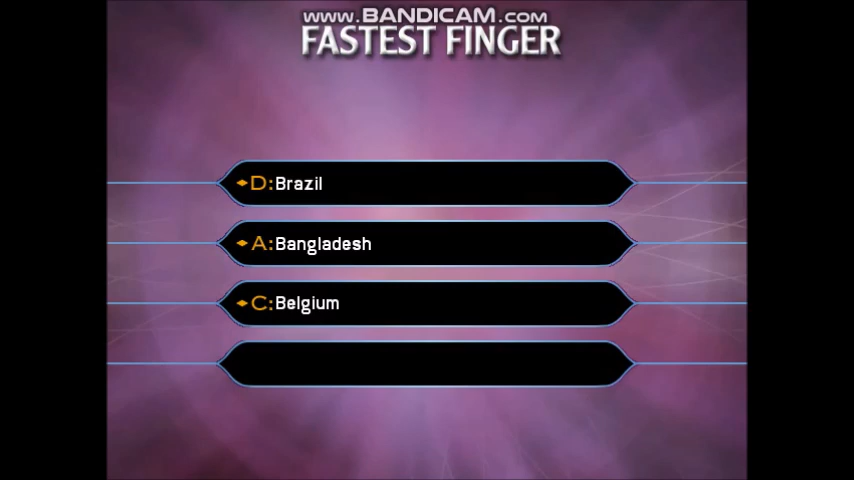 www.BANDICAM.com
FASTEST FINGER
D: Brazil
A: Bangladesh
C: Belgium